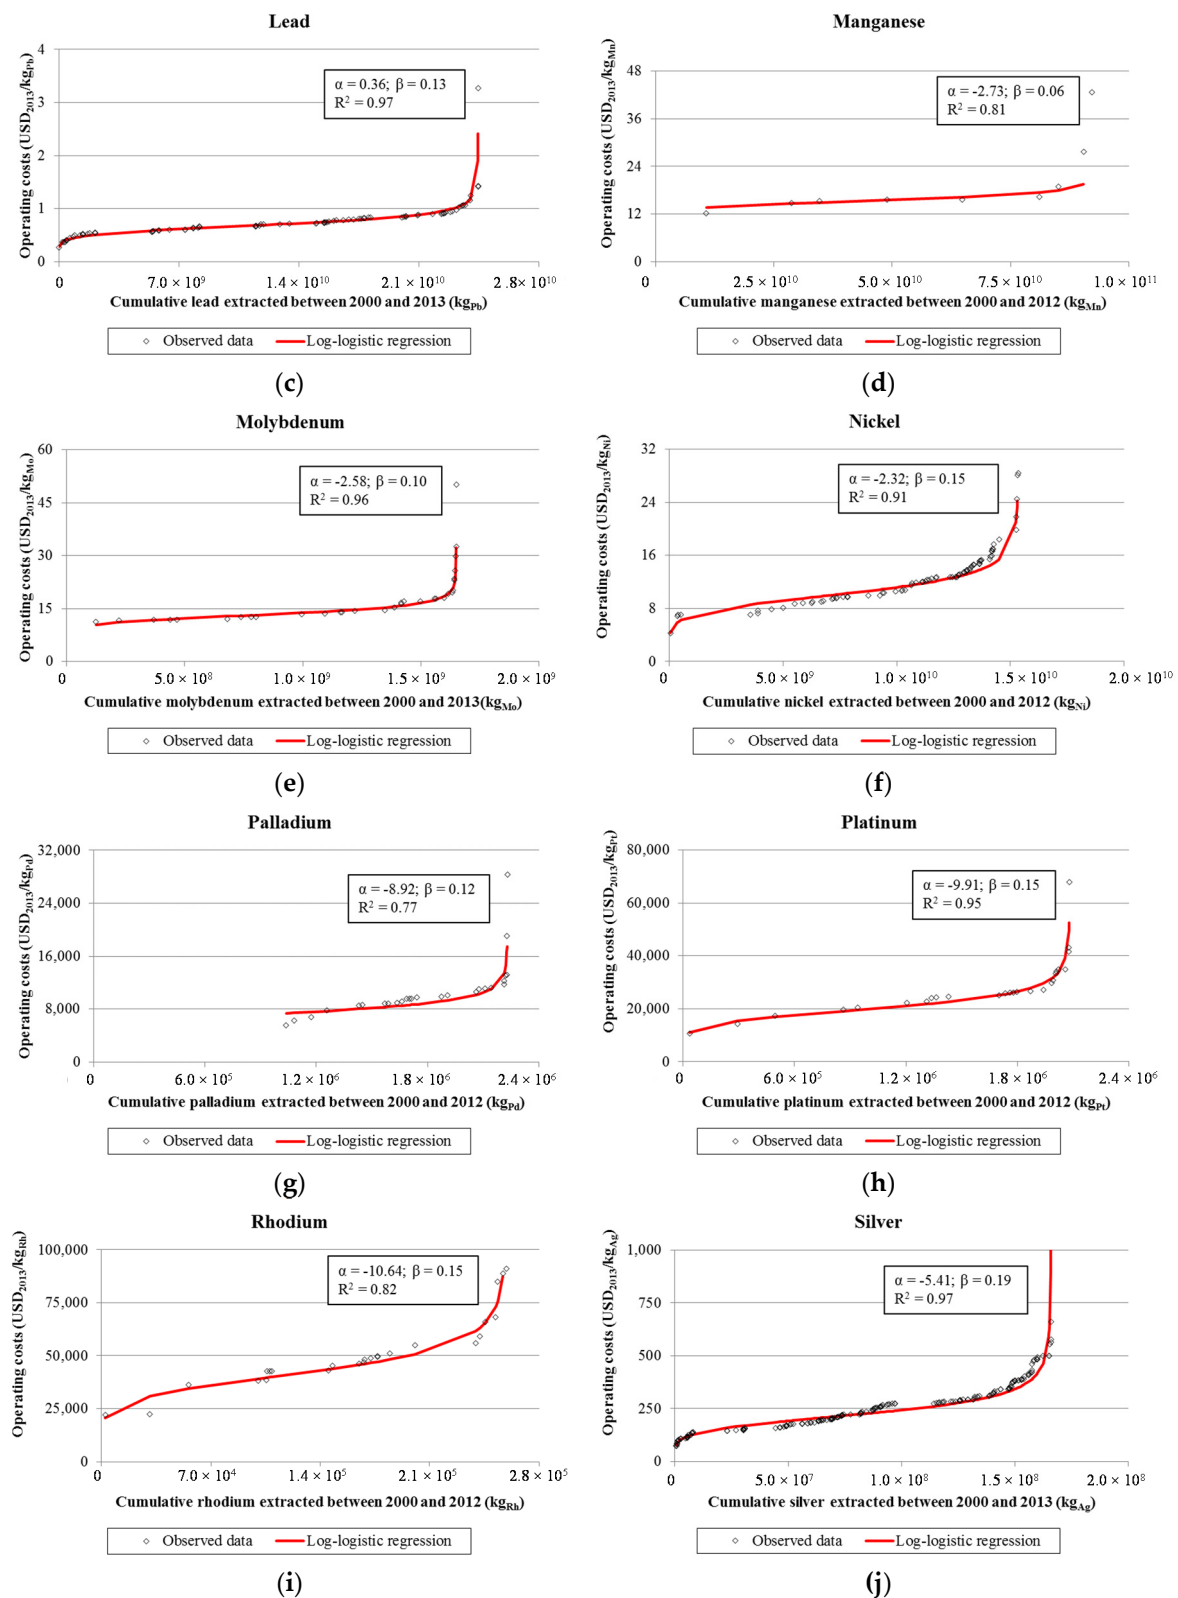 Lead
Operating costs (USD2013/kgPb)
4
3
2
1
0
α = 0.36; β = 0.13
R² = 0.97
0
7.0 × 10⁹
1.4 × 10¹⁰
2.1 × 10¹⁰
2.8 × 10¹⁰
Cumulative lead extracted between 2000 and 2013 (kgPb)
Observed data
Log-logistic regression
(c)
Manganese
Operating costs (USD2013/kgMn)
48
36
24
12
0
α = -2.73; β = 0.06
R² = 0.81
0
2.5 × 10¹⁰
5.0 × 10¹⁰
7.5 × 10¹⁰
1.0 × 10¹¹
Cumulative manganese extracted between 2000 and 2012 (kgMn)
Observed data
Log-logistic regression
(d)
Molybdenum
Operating costs (USD2013/kgMo)
60
45
30
15
0
α = -2.58; β = 0.10
R² = 0.96
0
5.0 × 10⁸
1.0 × 10⁹
1.5 × 10⁹
2.0 × 10⁹
Cumulative molybdenum extracted between 2000 and 2013(kgMo)
Observed data
Log-logistic regression
(e)
Nickel
Operating costs (USD2013/kgNi)
32
24
16
8
0
α = -2.32; β = 0.15
R² = 0.91
0
5.0 × 10⁹
1.0 × 10¹⁰
1.5 × 10¹⁰
2.0 × 10¹⁰
Cumulative nickel extracted between 2000 and 2012 (kgNi)
Observed data
Log-logistic regression
(f)
Palladium
Operating costs (USD2013/kgPd)
32,000
24,000
16,000
8,000
0
α = -8.92; β = 0.12
R² = 0.77
0
6.0 × 10⁵
1.2 × 10⁶
1.8 × 10⁶
2.4 × 10⁶
Cumulative palladium extracted between 2000 and 2012 (kgPd)
Observed data
Log-logistic regression
(g)
Platinum
Operating costs (USD2013/kgPt)
80,000
60,000
40,000
20,000
0
α = -9.91; β = 0.15
R² = 0.95
0
6.0 × 10⁵
1.2 × 10⁶
1.8 × 10⁶
2.4 × 10⁶
Cumulative platinum extracted between 2000 and 2012 (kgPt)
Observed data
Log-logistic regression
(h)
Rhodium
Operating costs (USD2013/kgRh)
100,000
75,000
50,000
25,000
0
α = -10.64; β = 0.15
R² = 0.82
0
7.0 × 10⁴
1.4 × 10⁵
2.1 × 10⁵
2.8 × 10⁵
Cumulative rhodium extracted between 2000 and 2012 (kgRh)
Observed data
Log-logistic regression
(i)
Silver
Operating costs (USD2013/kgAg)
1,000
750
500
250
0
α = -5.41; β = 0.19
R² = 0.97
0
5.0 × 10⁷
1.0 × 10⁸
1.5 × 10⁸
2.0 × 10⁸
Cumulative silver extracted between 2000 and 2013 (kgAg)
Observed data
Log-logistic regression
(j)